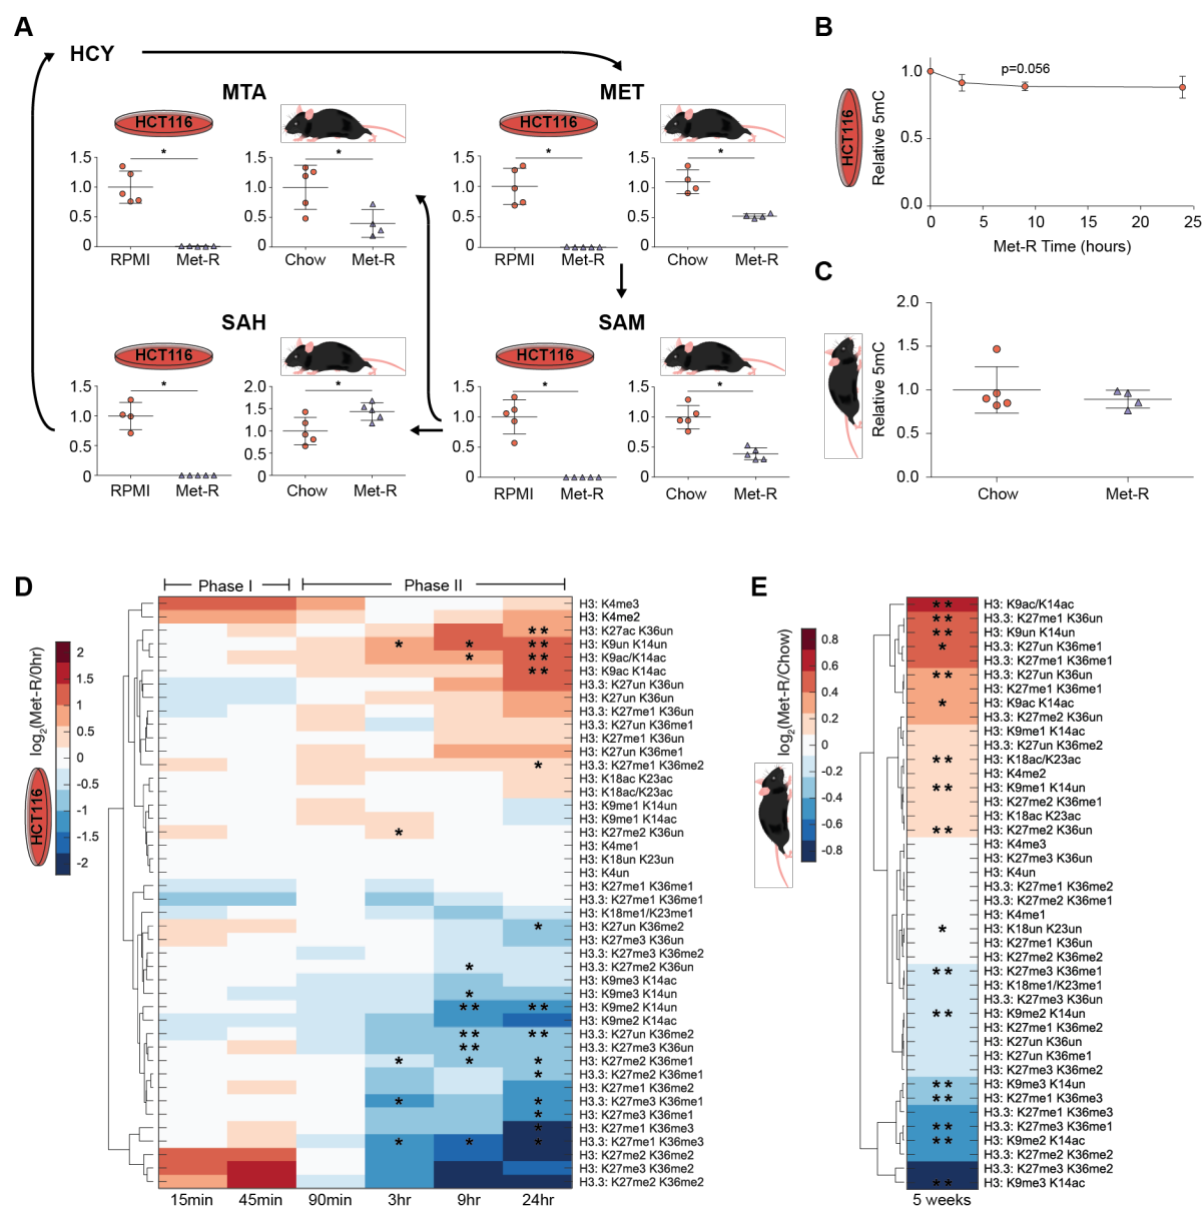 A
HCY
MTA
MET
HCT116
HCT116
1.5
1.0
0.5
0
*
RPMI
Met-R
1.5
1.0
0.5
0
*
Chow
Met-R
1.5
1.0
0.5
0
*
RPMI
Met-R
1.5
1.0
0.5
0
*
Chow
Met-R
SAH
SAM
HCT116
HCT116
1.5
1.0
0.5
0
*
RPMI
Met-R
2.0
1.5
1.0
0.5
0
*
Chow
Met-R
1.5
1.0
0.5
0
*
RPMI
Met-R
1.5
1.0
0.5
0
*
Chow
Met-R
B
HCT116
Relative 5mC
1.0
0.5
0.0
p=0.056
0
5
10
15
20
25
Met-R Time (hours)
C
Relative 5mC
2.0
1.5
1.0
0.5
0.0
Chow
Met-R
D
HCT116
log2(Met-R/0hr)
2
1.5
1
0.5
0
-0.5
-1
-1.5
-2
Phase I
Phase II
H3: K4me3
H3: K4me2
H3: K27ac K36un
** 
H3: K9un K14un
* * **
H3: K9ac/K14ac
* **
H3: K9ac K14ac
**
H3.3: K27un K36un
H3: K27un K36un
H3: K27me1 K36un
H3.3: K27un K36me1
H3: K27me1 K36un
H3: K27un K36me1
H3.3: K27me1 K36me2
*
H3: K18ac K23ac
H3: K18ac/K23ac
H3: K9me1 K14un
H3: K9me1 K14ac
H3: K27me2 K36un
*
H3: K4me1
H3: K18un K23un
H3: K4un
H3: K27me1 K36me1
H3.3: K27me1 K36me1
H3: K18me1/K23me1
H3: K27un K36me2
*
H3: K27me3 K36un
H3.3: K27me3 K36me2
H3.3: K27me2 K36un
*
H3: K9me3 K14ac
H3: K9me3 K14un
*
H3: K9me2 K14un
** **
H3: K9me2 K14ac
H3.3: K27un K36me2
** **
H3.3: K27me3 K36un
**
H3: K27me2 K36me1
* * *
H3.3: K27me2 K36me1
*
H3: K27me1 K36me2
H3.3: K27me3 K36me1
* *
H3: K27me3 K36me1
*
H3: K27me1 K36me3
*
H3.3: K27me1 K36me3
* * *
H3: K27me2 K36me2
H3: K27me3 K36me2
H3.3: K27me2 K36me2
15min
45min
90min
3hr
9hr
24hr
E
log2(Met-R/Chow)
0.8
0.6
0.4
0.2
0
-0.2
-0.4
-0.6
-0.8
** H3: K9ac/K14ac
** H3.3: K27me1 K36un
** H3: K9un K14un
* H3.3: K27un K36me1
H3.3: K27me1 K36me1
** H3.3: K27un K36un
H3: K27me1 K36me1
* H3: K9ac K14ac
H3.3: K27me2 K36un
H3: K9me1 K14ac
H3.3: K27un K36me2
** H3: K18ac/K23ac
H3: K4me2
** H3: K9me1 K14un
H3: K27me2 K36me1
H3: K18ac K23ac
** H3: K27me2 K36un
H3: K4me3
H3: K27me3 K36un
H3: K4un
H3.3: K27me1 K36me2
H3.3: K27me2 K36me1
H3: K4me1
* H3: K18un K23un
H3: K27me1 K36un
H3: K27me2 K36me2
** H3: K27me3 K36me1
H3: K18me1/K23me1
H3.3: K27me3 K36un
** H3: K9me2 K14un
H3: K27me1 K36me2
H3: K27un K36un
H3: K27un K36me1
H3: K27me3 K36me2
** H3: K9me3 K14un
** H3: K27me1 K36me3
H3.3: K27me1 K36me3
** H3.3: K27me3 K36me1
** H3: K9me2 K14ac
H3.3: K27me2 K36me2
H3.3: K27me3 K36me2
** H3: K9me3 K14ac
5 weeks